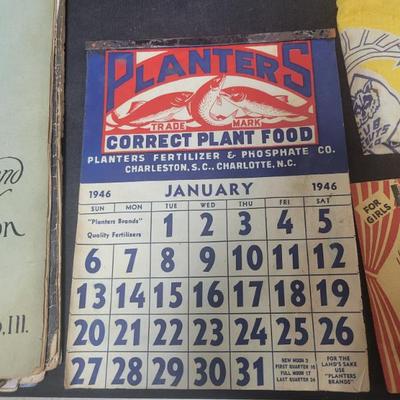 PLANTERS
TRADE MARK
CORRECT PLANT FOOD
PLANTERS FERTILIZER & PHOSPHATE CO.
CHARLESTON, S.C., CHARLOTTE, N.C.
1946 JANUARY 1946
SUN MON TUE WED THU FRI SAT
"Planters Brands" Quality Fertilizers 1 2 3 4 5
6 7 8 9 10 11 12
13 14 15 16 17 18 19
20 21 22 23 24 25 26
27 28 29 30 31
NEW MOON 3
FIRST QUARTER 10
FULL MOON 17
LAST QUARTER 24
FOR THE
LAND'S SAKE
USE
"PLANTERS
BRANDS"
and
on
Ill.
FOR
GIRLS